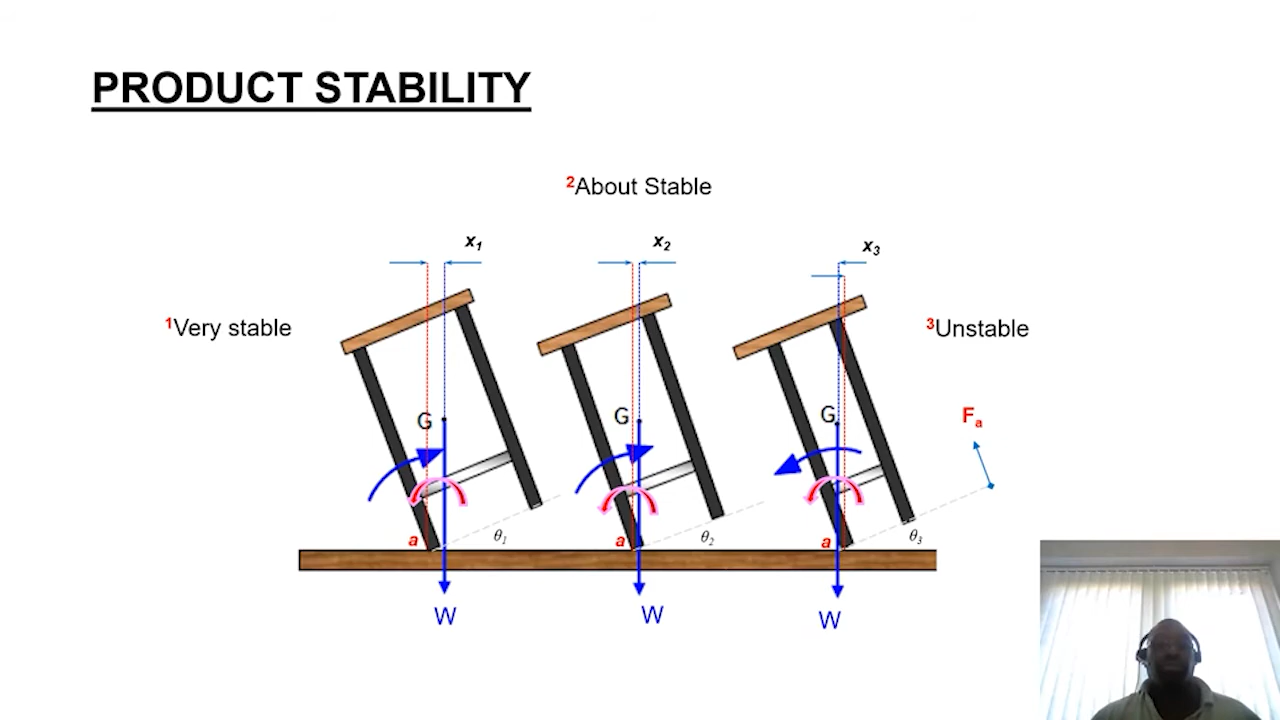 PRODUCT STABILITY
²About Stable
x₁
x₂
x₃
¹Very stable
³Unstable
G
G
G
Fₐ
a
θ₁
a
θ₂
a
θ₃
W
W
W